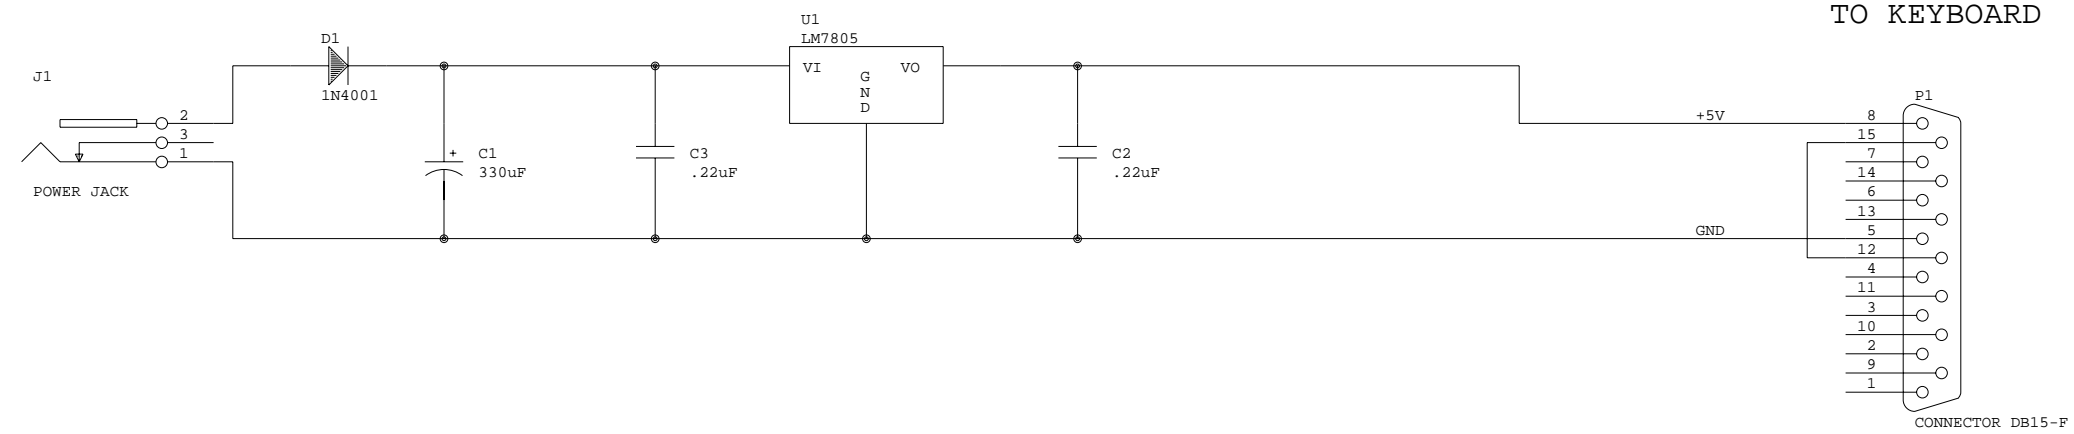 TO KEYBOARD
U1
LM7805
VI
VO
G
N
D
D1
1N4001
J1
2
3
1
POWER JACK
+
C1
330uF
C3
.22uF
C2
.22uF
+5V
GND
P1
8
15
7
14
6
13
5
12
4
11
3
10
2
9
1
CONNECTOR DB15-F